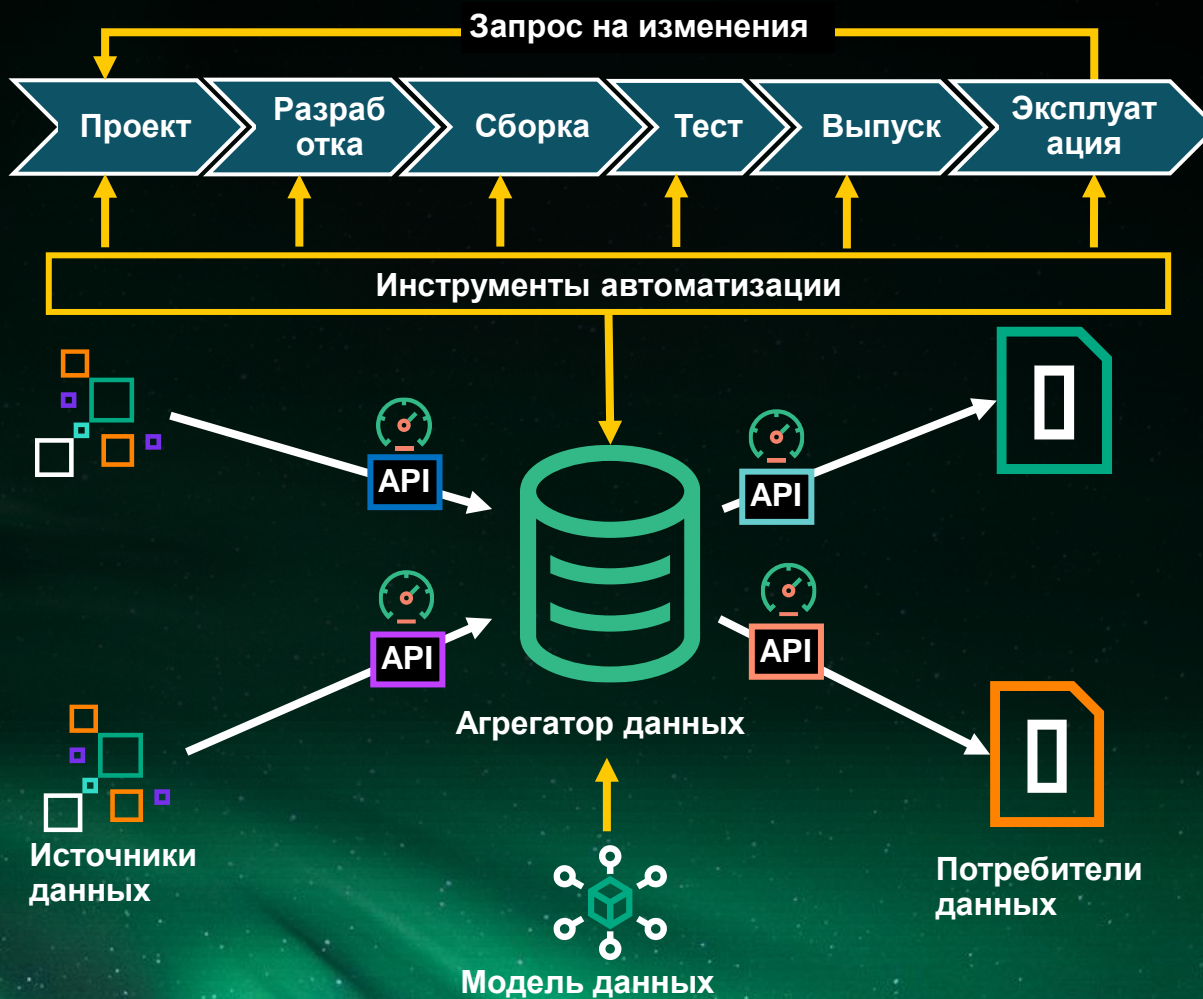 Запрос на изменения
Проект
Разраб
отка
Сборка
Тест
Выпуск
Эксплуат
ация
Инструменты автоматизации
API
API
API
API
Агрегатор данных
Источники
данных
Потребители
данных
Модель данных